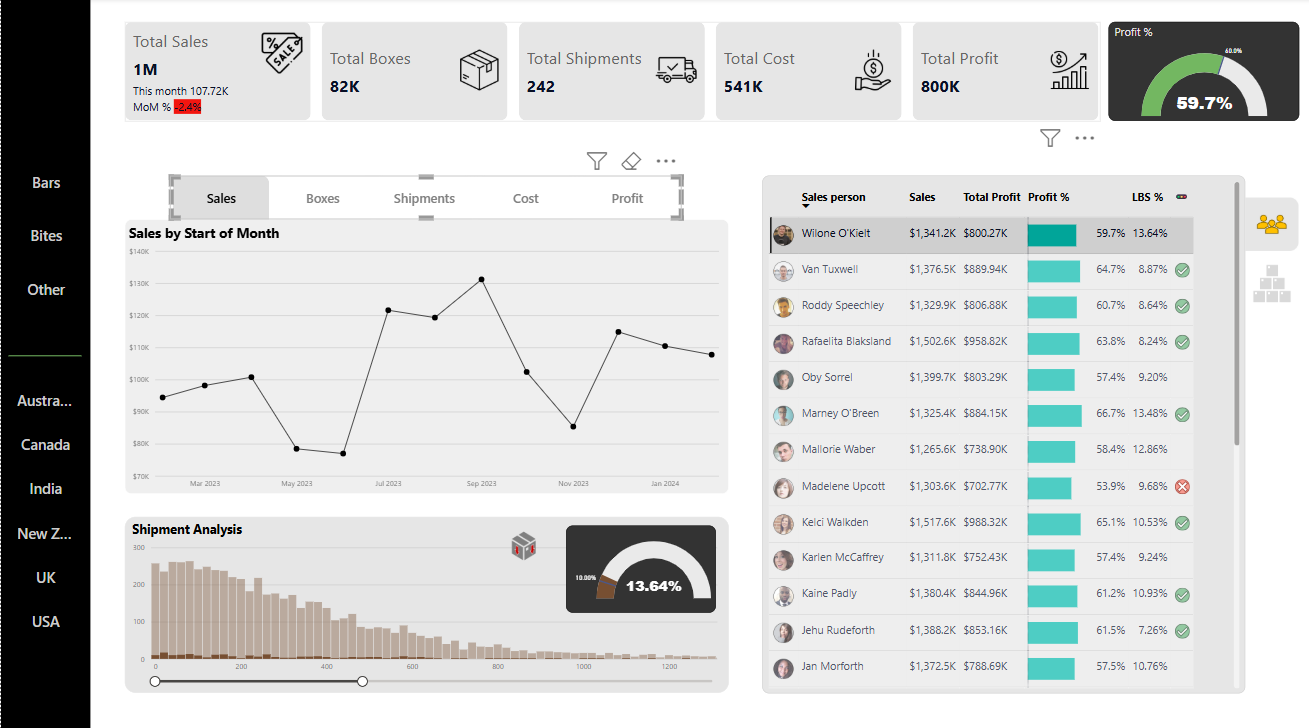 Total Sales
1M
This month 107.72K
MoM % -2.4%
SALE
%
Total Boxes
82K
Total Shipments
242
Total Cost
541K
$
Total Profit
800K
$
Profit %
60.0%
59.7%
Bars
Bites
Other
Austra...
Canada
India
New Z...
UK
USA
Sales Boxes Shipments Cost Profit
Sales by Start of Month
$140K
$130K
$120K
$110K
$100K
$90K
$80K
$70K
Mar 2023 May 2023 Jul 2023 Sep 2023 Nov 2023 Jan 2024
Shipment Analysis
300
200
100
0
0 200 400 600 800 1000 1200
10.00%
13.64%
Sales person Sales Total Profit Profit % LBS %
Wilone O'Kielt $1,341.2K $800.27K 59.7% 13.64%
Van Tuxwell $1,376.5K $889.94K 64.7% 8.87%
Roddy Speechley $1,329.9K $806.88K 60.7% 8.64%
Rafaelita Blaksland $1,502.6K $958.82K 63.8% 8.24%
Oby Sorrel $1,399.7K $803.29K 57.4% 9.20%
Marney O'Breen $1,325.4K $884.15K 66.7% 13.48%
Mallorie Waber $1,265.6K $738.90K 58.4% 12.86%
Madelene Upcott $1,303.6K $702.77K 53.9% 9.68%
Kelci Walkden $1,517.6K $988.32K 65.1% 10.53%
Karlen McCaffrey $1,311.8K $752.43K 57.4% 9.24%
Kaine Padly $1,380.4K $844.96K 61.2% 10.93%
Jehu Rudeforth $1,388.2K $853.16K 61.5% 7.26%
Jan Morforth $1,372.5K $788.69K 57.5% 10.76%